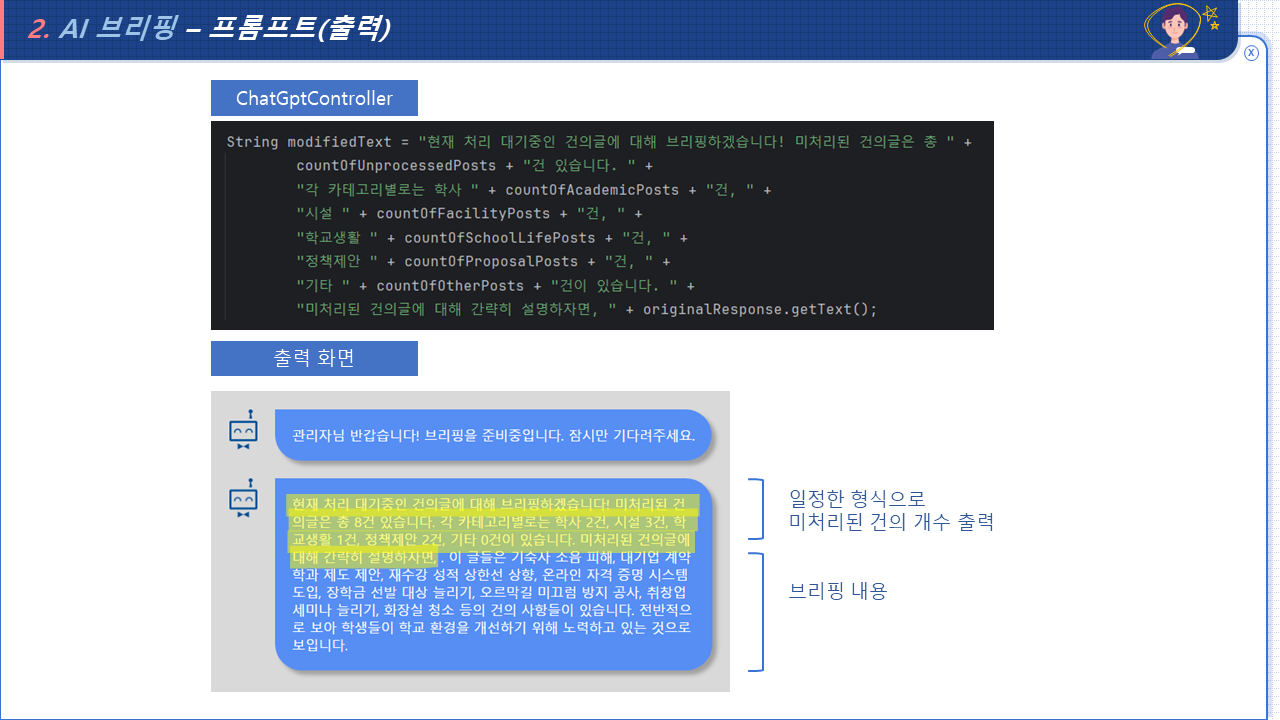 2. AI 브리핑 – 프롬프트(출력)
x
ChatGptController
String modifiedText = "현재 처리 대기중인 건의글에 대해 브리핑하겠습니다! 미처리된 건의글은 총 " +
countOfUnprocessedPosts + "건 있습니다. " +
"각 카테고리별로는 학사 " + countOfAcademicPosts + "건, " +
"시설 " + countOfFacilityPosts + "건, " +
"학교생활 " + countOfSchoolLifePosts + "건, " +
"정책제안 " + countOfProposalPosts + "건, " +
"기타 " + countOfOtherPosts + "건이 있습니다. " +
"미처리된 건의글에 대해 간략히 설명하자면, " + originalResponse.getText();
출력 화면
관리자님 반갑습니다! 브리핑을 준비중입니다. 잠시만 기다려주세요.
현재 처리 대기중인 건의글에 대해 브리핑하겠습니다! 미처리된 건
의글은 총 8건 있습니다. 각 카테고리별로는 학사 2건, 시설 3건, 학
교생활 1건, 정책제안 2건, 기타 0건이 있습니다. 미처리된 건의글에
대해 간략히 설명하자면, . 이 글들은 기숙사 소음 피해, 대기업 계약
학과 제도 제안, 재수강 성적 상한선 상향, 온라인 자격 증명 시스템
도입, 장학금 선발 대상 늘리기, 오르막길 미끄럼 방지 공사, 취창업
세미나 늘리기, 화장실 청소 등의 건의 사항들이 있습니다. 전반적으
로 보아 학생들이 학교 환경을 개선하기 위해 노력하고 있는 것으로
보입니다.
일정한 형식으로
미처리된 건의 개수 출력
브리핑 내용